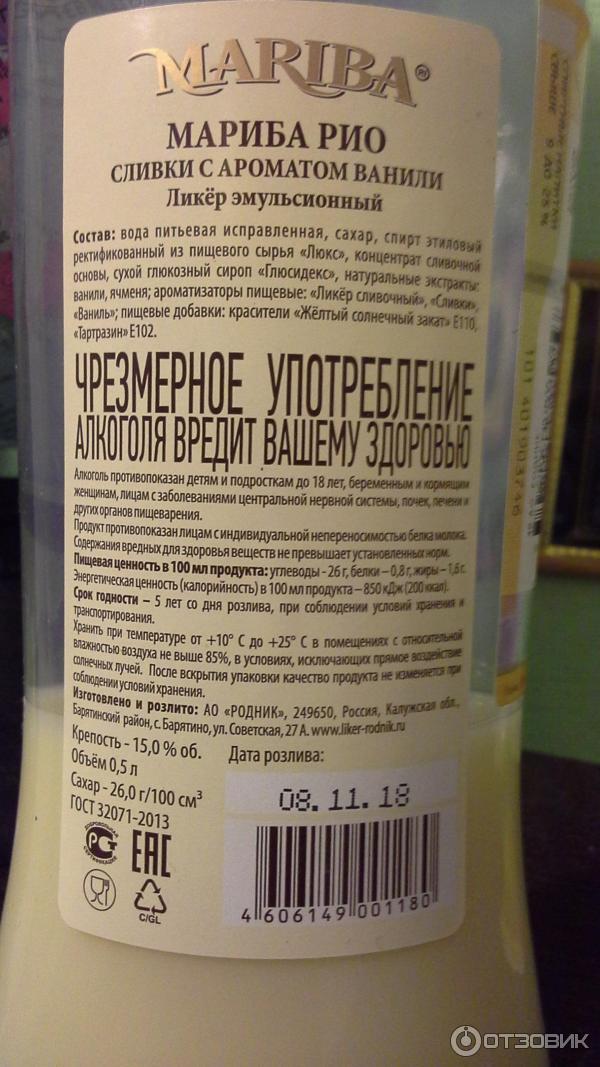 MARIBA®
МАРИБА РИО
СЛИВКИ С АРОМАТОМ ВАНИЛИ
Ликёр эмульсионный
Состав: вода питьевая исправленная, сахар, спирт этиловый
ректификованный из пищевого сырья «Люкс», концентрат сливочной
основы, сухой глюкозный сироп «Глюсидекс», натуральные экстракты:
ванили, ячменя; ароматизаторы пищевые: «Ликёр сливочный», «Сливки»,
«Ваниль»; пищевые добавки: красители «Жёлтый солнечный закат» E110,
«Тартразин» E102.
ЧРЕЗМЕРНОЕ УПОТРЕБЛЕНИЕ
АЛКОГОЛЯ ВРЕДИТ ВАШЕМУ ЗДОРОВЬЮ
Алкоголь противопоказан детям и подросткам до 18 лет, беременным и кормящим
женщинам, лицам с заболеваниями центральной нервной системы, почек, печени и
других органов пищеварения.
Продукт противопоказан лицам с индивидуальной непереносимостью белка молока.
Содержания вредных для здоровья веществ не превышает установленных норм.
Пищевая ценность в 100 мл продукта: углеводы - 26 г, белки – 0,8 г, жиры – 1,6 г.
Энергетическая ценность (калорийность) в 100 мл продукта – 850 кДж (200 ккал).
Срок годности – 5 лет со дня розлива, при соблюдении условий хранения и
транспортирования.
Хранить при температуре от +10° С до +25° С в помещениях с относительной
влажностью воздуха не выше 85%, в условиях, исключающих прямое воздействие
солнечных лучей. После вскрытия упаковки качество продукта не изменяется при
соблюдении условий хранения.
Изготовлено и розлито: АО «РОДНИК», 249650, Россия, Калужская обл.,
Барятинский район, с. Барятино, ул. Советская, 27 А. www.liker-rodnik.ru
Крепость - 15,0 % об.
Объём 0,5 л
Сахар - 26,0 г/100 см³
ГОСТ 32071-2013
Дата розлива:
08.11.18
ДОБРОВОЛЬНАЯ
СЕРТИФИКАЦИЯ
EAC
C/GL
4 606149 001180
101 401903746
ОТЗОВИК